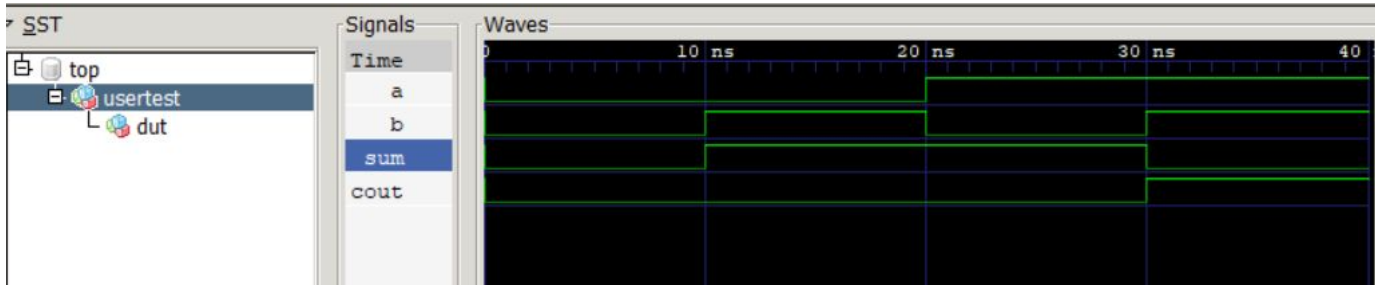 SST
top
usertest
dut
Signals
Time
a
b
sum
cout
Waves
0 10 ns 20 ns 30 ns 40